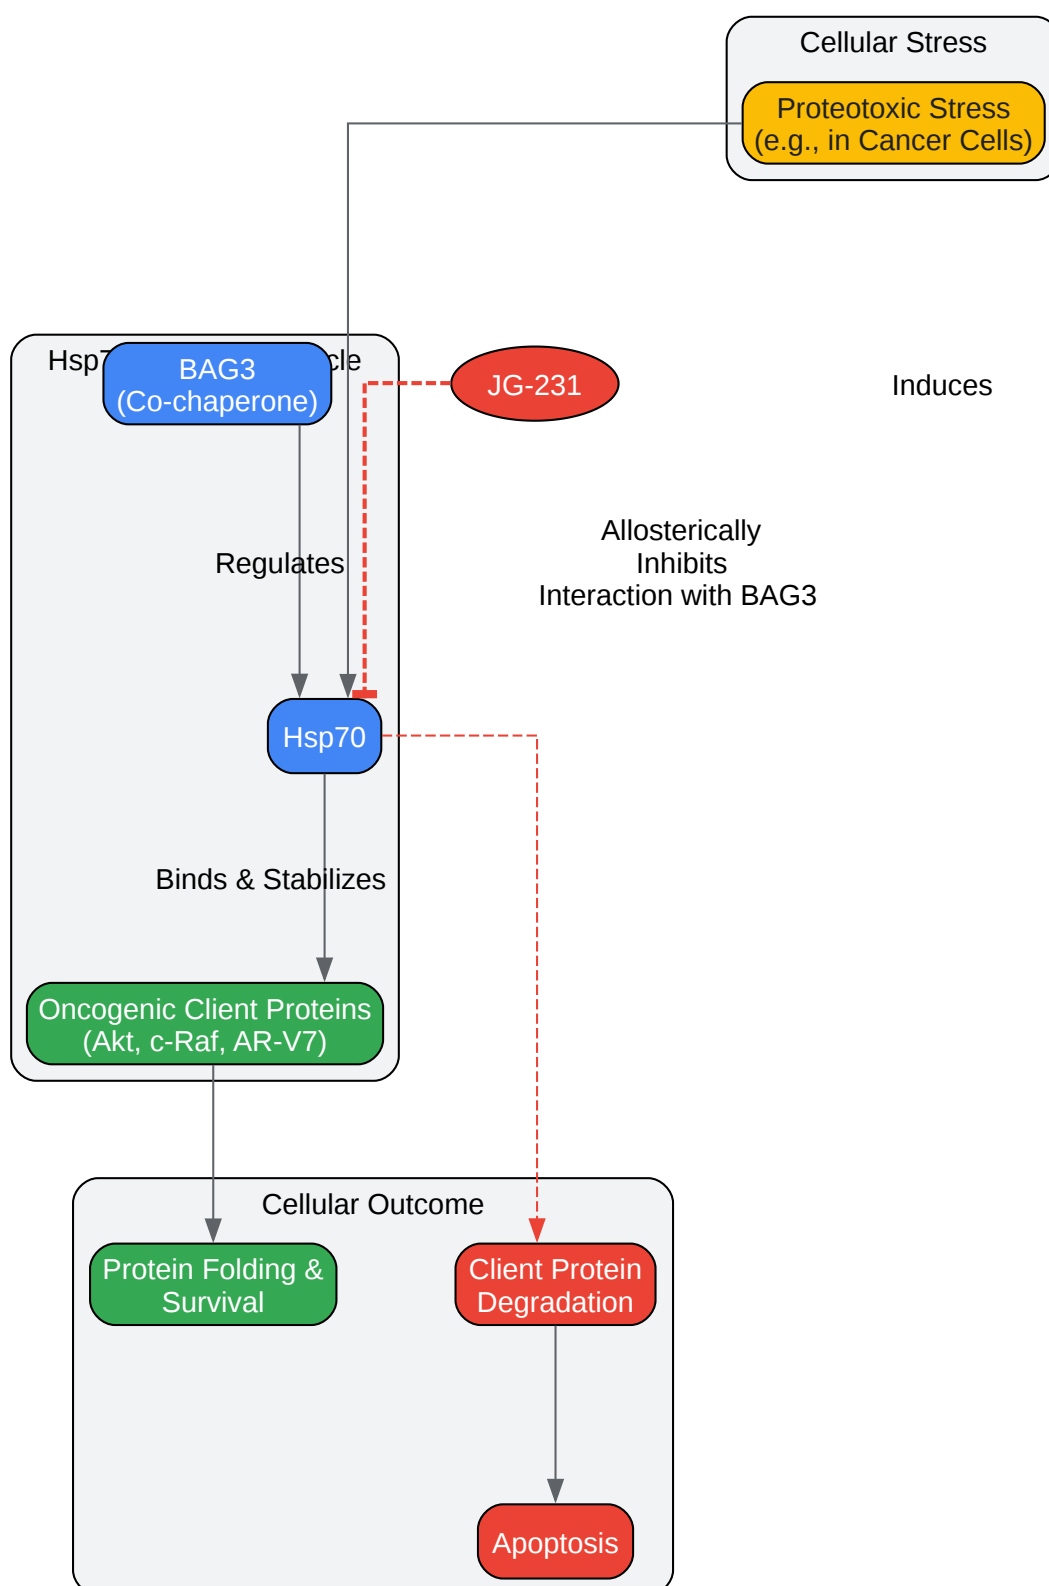 Cellular Stress
Proteotoxic Stress
(e.g., in Cancer Cells)
Hsp7
cle
BAG3
(Co-chaperone)
JG-231
Induces
Regulates
Allosterically
Inhibits
Interaction with BAG3
Hsp70
Binds & Stabilizes
Oncogenic Client Proteins
(Akt, c-Raf, AR-V7)
Cellular Outcome
Protein Folding &
Survival
Client Protein
Degradation
Apoptosis